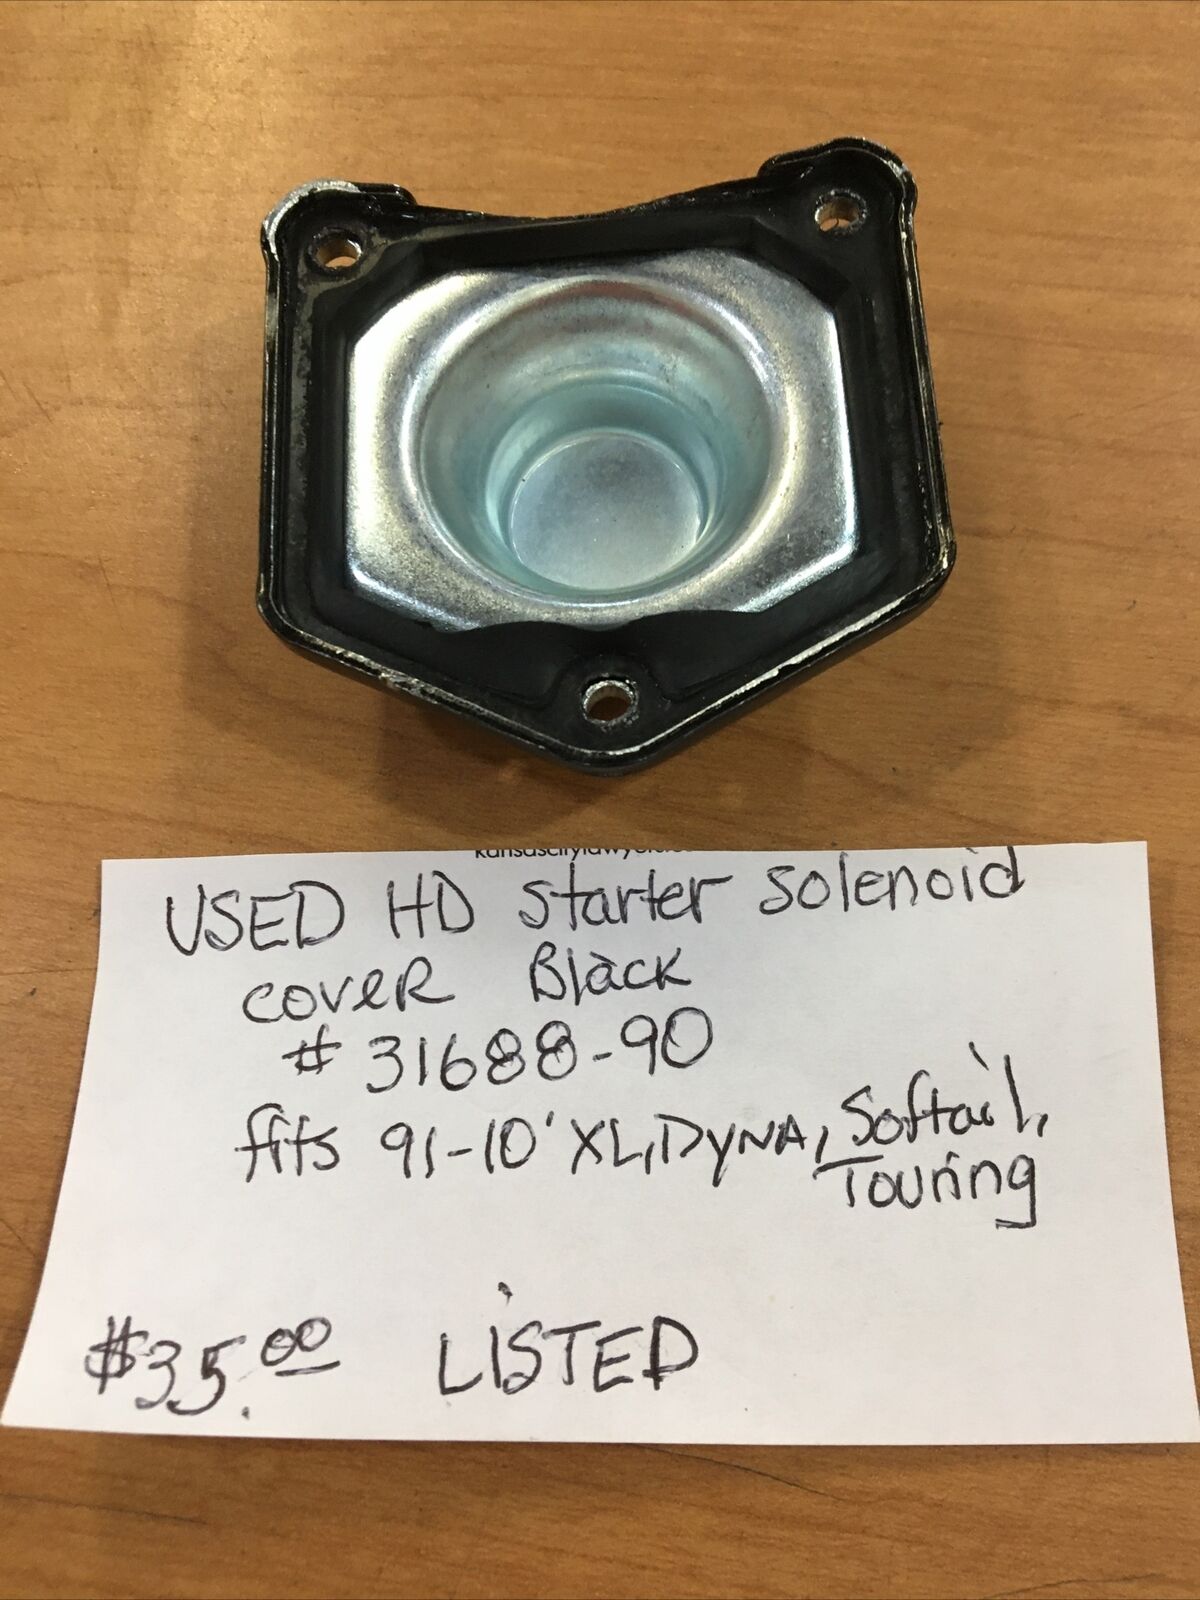 USED HD Starter Solenoid
coveR Black
# 31688-90
fits 91-10' XL, DYNA, Softail,
Touring
$35.00 LISTED